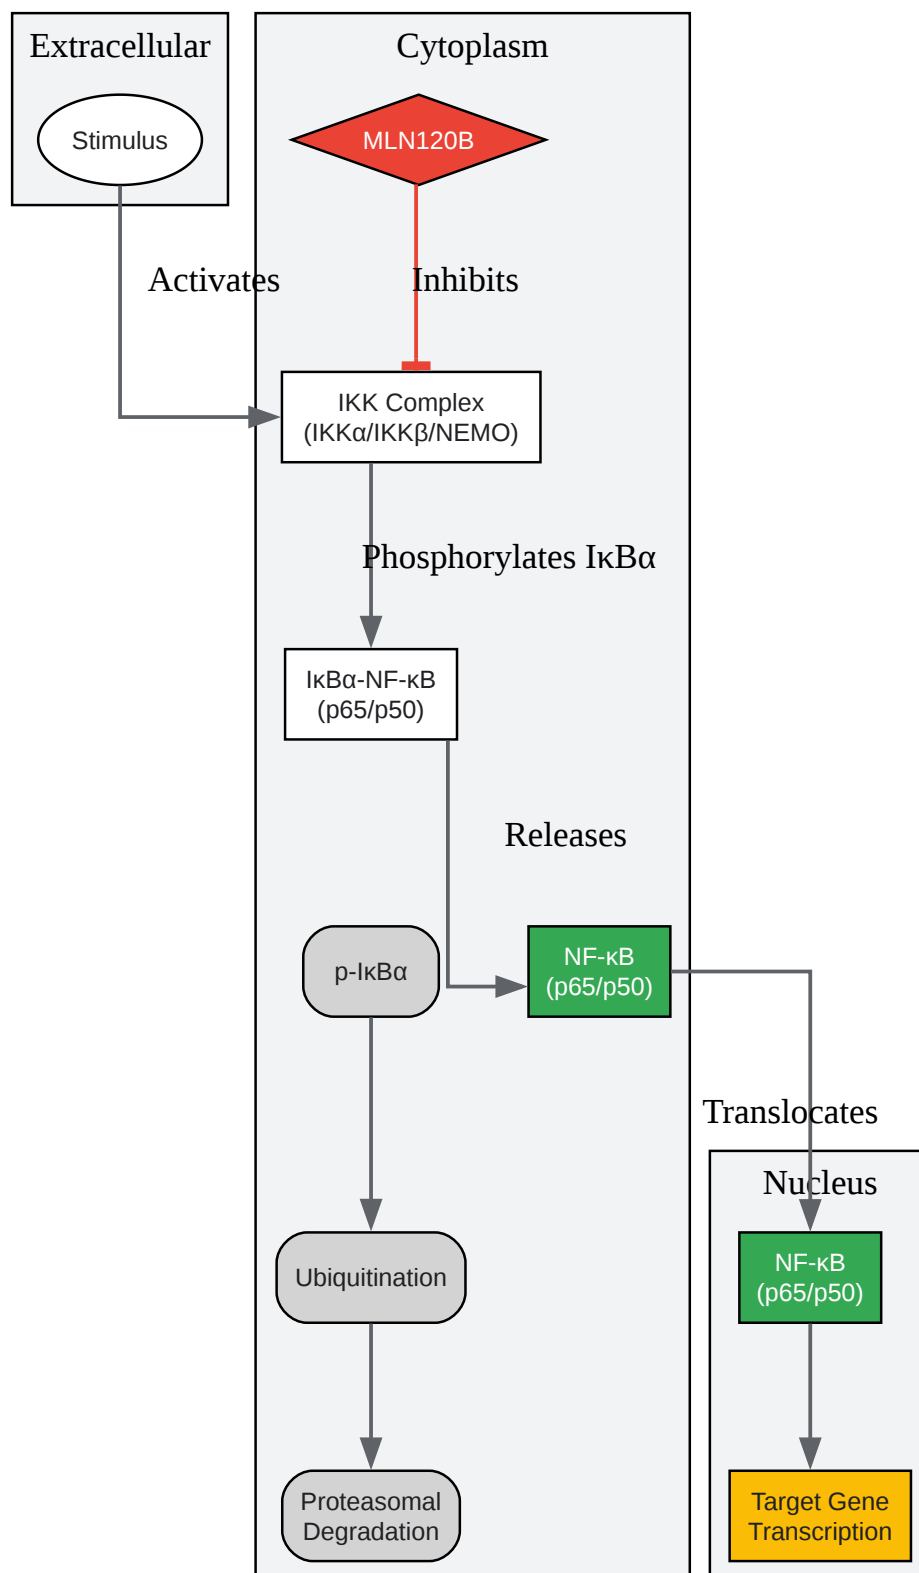 Extracellular
Cytoplasm
Stimulus
MLN120B
Activates
Inhibits
IKK Complex
(IKKα/IKKβ/NEMO)
Phosphorylates IκBα
IκBα-NF-κB
(p65/p50)
Releases
p-IκBα
NF-κB
(p65/p50)
Translocates
Nucleus
Ubiquitination
NF-κB
(p65/p50)
Proteasomal
Degradation
Target Gene
Transcription